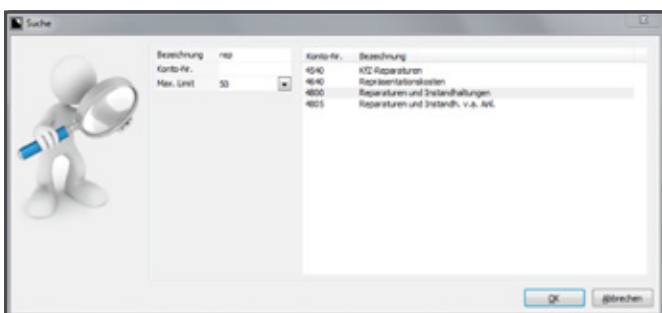 Suche
Bezeichnung rep
Konto-Nr.
Max. Limit 50
Konto-Nr. Bezeichnung
4540 KfZ-Reparaturen
4640 Repräsentationskosten
4800 Reparaturen und Instandhaltungen
4805 Reparaturen und Instandh. v.a. Anl.
OK Abbrechen